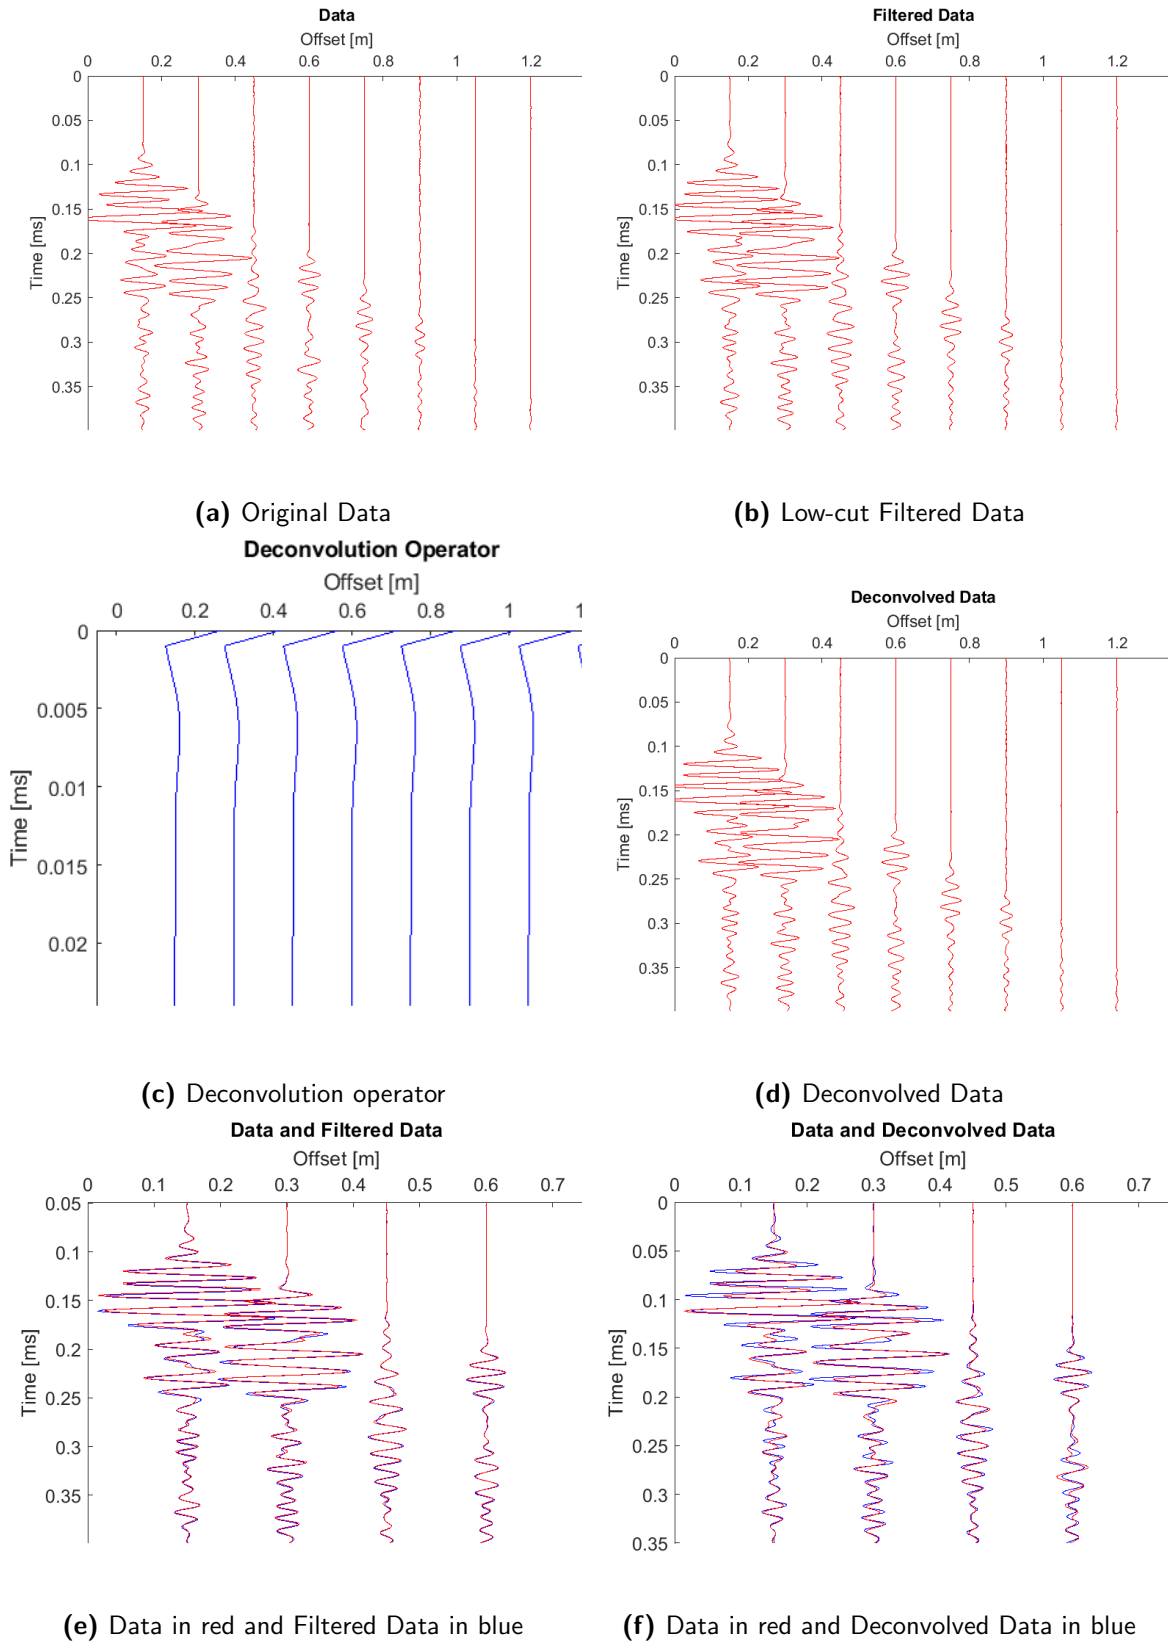 Data
Offset [m]
0 0.2 0.4 0.6 0.8 1 1.2
0
0.05
0.1
0.15
0.2
0.25
0.3
0.35
Time [ms]
(a) Original Data
Filtered Data
Offset [m]
0 0.2 0.4 0.6 0.8 1 1.2
0
0.05
0.1
0.15
0.2
0.25
0.3
0.35
Time [ms]
(b) Low-cut Filtered Data
Deconvolution Operator
Offset [m]
0 0.2 0.4 0.6 0.8 1 1
0
0.005
0.01
0.015
0.02
Time [ms]
(c) Deconvolution operator
Deconvolved Data
Offset [m]
0 0.2 0.4 0.6 0.8 1 1.2
0
0.05
0.1
0.15
0.2
0.25
0.3
0.35
Time [ms]
(d) Deconvolved Data
Data and Filtered Data
Offset [m]
0 0.1 0.2 0.3 0.4 0.5 0.6 0.7
0.05
0.1
0.15
0.2
0.25
0.3
0.35
Time [ms]
(e) Data in red and Filtered Data in blue
Data and Deconvolved Data
Offset [m]
0 0.1 0.2 0.3 0.4 0.5 0.6 0.7
0
0.05
0.1
0.15
0.2
0.25
0.3
0.35
Time [ms]
(f) Data in red and Deconvolved Data in blue